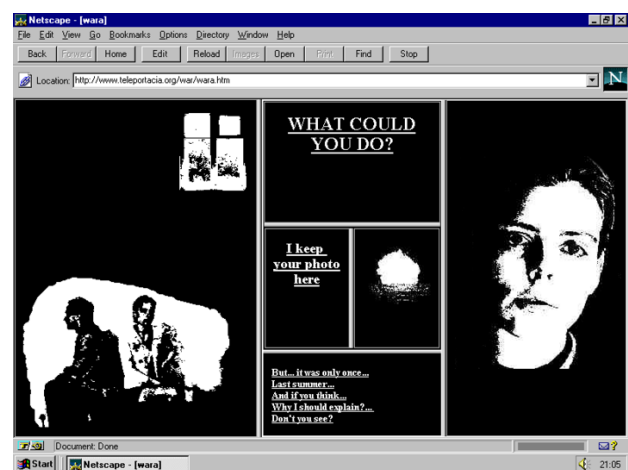 Netscape - [wara]
File Edit View Go Bookmarks Options Directory Window Help
Back Forward Home Edit Reload Images Open Print Find Stop
Location: http://www.teleportacia.org/war/wara.htm
N
WHAT COULD
YOU DO?
I keep
your photo
here
But... it was only once...
Last summer...
And if you think...
Why I should explain?...
Don't you see?
Document: Done
Start Netscape - [wara] 21:05